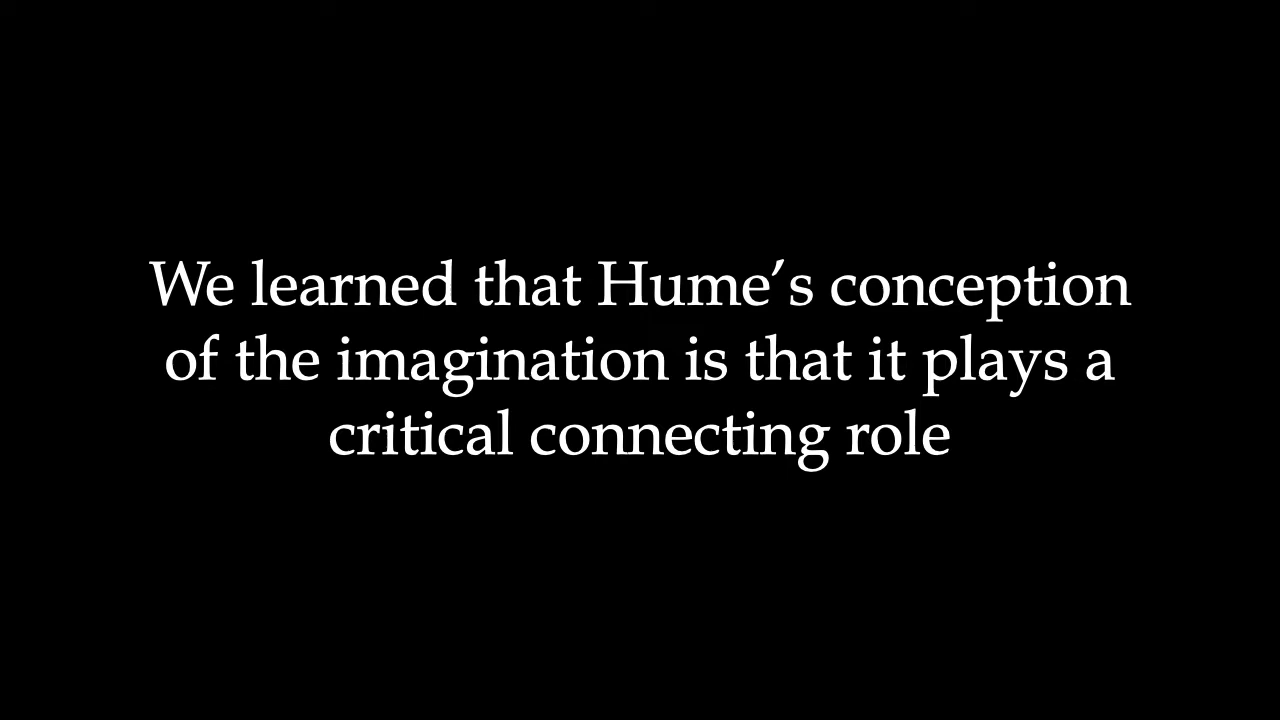 We learned that Hume’s conception
of the imagination is that it plays a
critical connecting role